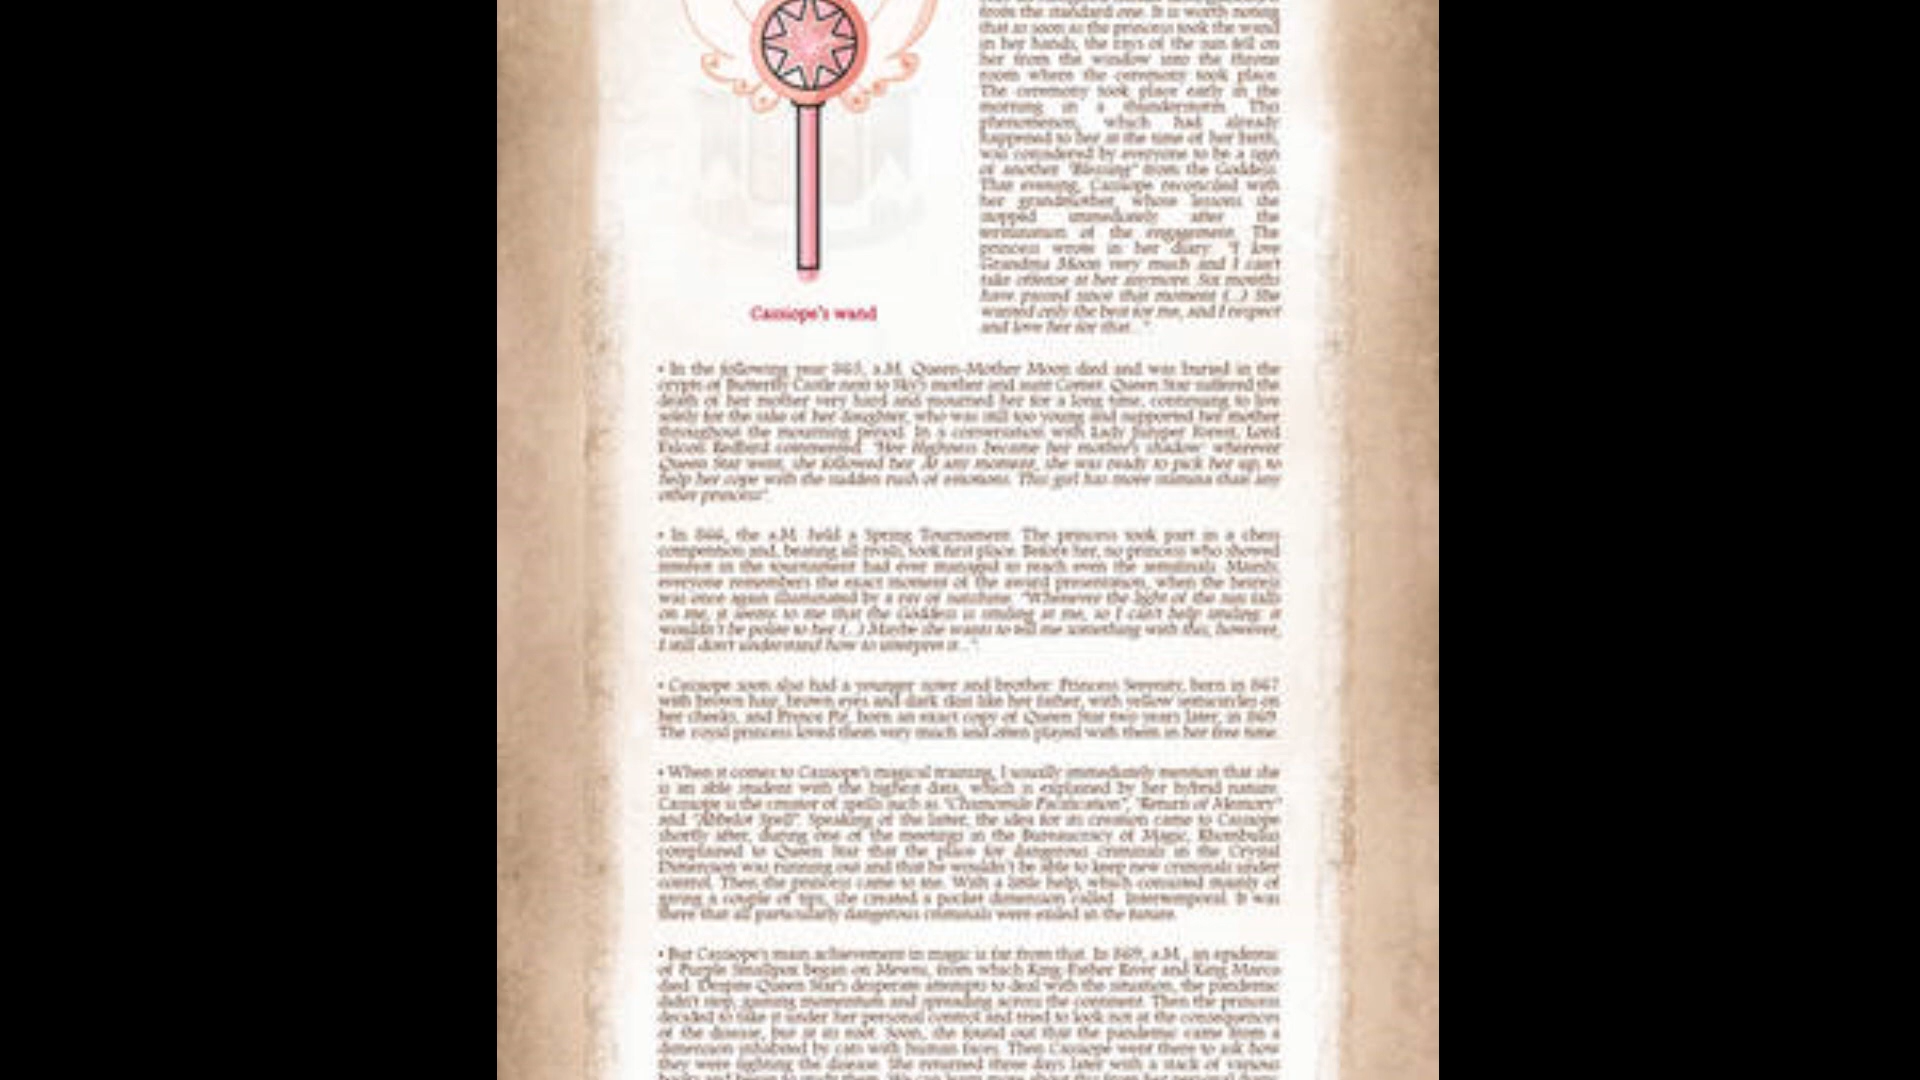 from the standard one. It is worth noting
that as soon as the princess took the wand
in her hands, the rays of the sun fell on
her from the window into the throne
room where the ceremony took place.
The ceremony took place early in the
morning in a thunderstorm. This
phenomenon, which had already
happened to her at the time of her birth,
was considered by everyone to be a sign
of another "Blessing" from the Goddess.
That evening, Cassiope reconciled with
her grandmother, whose lessons she
stopped immediately after the
termination of the engagement. The
princess wrote in her diary: "I love
Grandma Moon very much and I can't
take offense at her anymore. Six months
have passed since that moment (...) She
wanted only the best for me, and I respect
and love her for that..."
Cassiope's wand
• In the following year 865, a.M. Queen-Mother Moon died and was buried in the
crypts of Butterfly Castle next to Sky's mother and aunt Comet. Queen Star suffered the
death of her mother very hard and mourned her for a long time, continuing to live
solely for the sake of her daughter, who was still too young and supported her mother
throughout the mourning period. In a conversation with Lady Juniper Forest, Lord
Falcon Redbird commented: "Her Highness became her mother's shadow: wherever
Queen Star went, she followed her. At any moment, she was ready to pick her up, to
help her cope with the sudden rush of emotions. This girl has more stamina than any
other princess".
• In 866, the a.M. held a Spring Tournament. The princess took part in a chess
competition and, beating all rivals, took first place. Before her, no princess who showed
interest in the tournament had ever managed to reach even the semifinals. Mainly,
everyone remembers the exact moment of the award presentation, when the heiress
was once again illuminated by a ray of sunshine. "Whenever the light of the sun falls
on me, it seems to me that the Goddess is smiling at me, so I can't help smiling, it
wouldn't be polite to her (...) Maybe she wants to tell me something with this, however,
I still don't understand how to interpret it..."
• Cassiope soon also had a younger sister and brother: Princess Serenity, born in 867
with brown hair, brown eyes and dark skin like her father, with yellow semicircles on
her cheeks, and Prince Pie, born an exact copy of Queen Star two years later, in 869.
The royal princess loved them very much and often played with them in her free time.
• When it comes to Cassiope's magical training, I usually immediately mention that she
is an able student with the highest data, which is explained by her hybrid nature.
Cassiope is the creator of spells such as "Chamomile Pacification", "Return of Memory"
and "Abbelot Spell". Speaking of the latter, the idea for its creation came to Cassiope
shortly after, during one of the meetings in the Bureaucracy of Magic, Rhombulus
complained to Queen Star that the place for dangerous criminals in the Crystal
Dimension was running out and that he wouldn't be able to keep new criminals under
control. Then the princess came to me. With a little help, which consisted mainly of
giving a couple of tips, she created a pocket dimension called Intertemporal. It was
there that all particularly dangerous criminals were exiled in the future.
• But Cassiope's main achievement in magic is far from that. In 869, a.M., an epidemic
of Purple Smallpox began on Mewni, from which King-Father River and King Marco
died. Despite Queen Star's desperate attempts to deal with the situation, the pandemic
didn't stop, gaining momentum and spreading across the continent. Then the princess
decided to take it under her personal control and tried to look not at the consequences
of the disease, but at its root. Soon, she found out that the pandemic came from a
dimension inhabited by cats with human faces. Then Cassiope went there to ask how
they were fighting the disease. She returned three days later with a stack of various